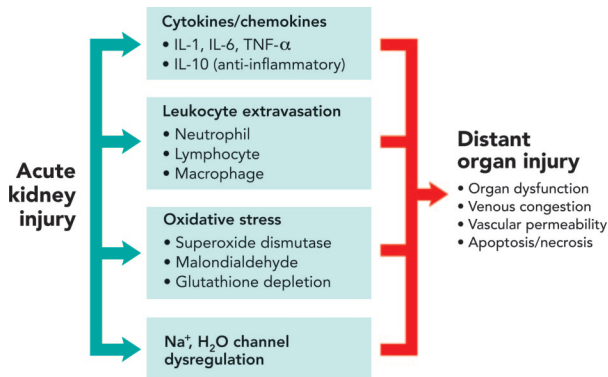 Acute
kidney
injury
Cytokines/chemokines
• IL-1, IL-6, TNF-α
• IL-10 (anti-inflammatory)
Leukocyte extravasation
• Neutrophil
• Lymphocyte
• Macrophage
Oxidative stress
• Superoxide dismutase
• Malondialdehyde
• Glutathione depletion
Na⁺, H₂O channel
dysregulation
Distant
organ injury
• Organ dysfunction
• Venous congestion
• Vascular permeability
• Apoptosis/necrosis